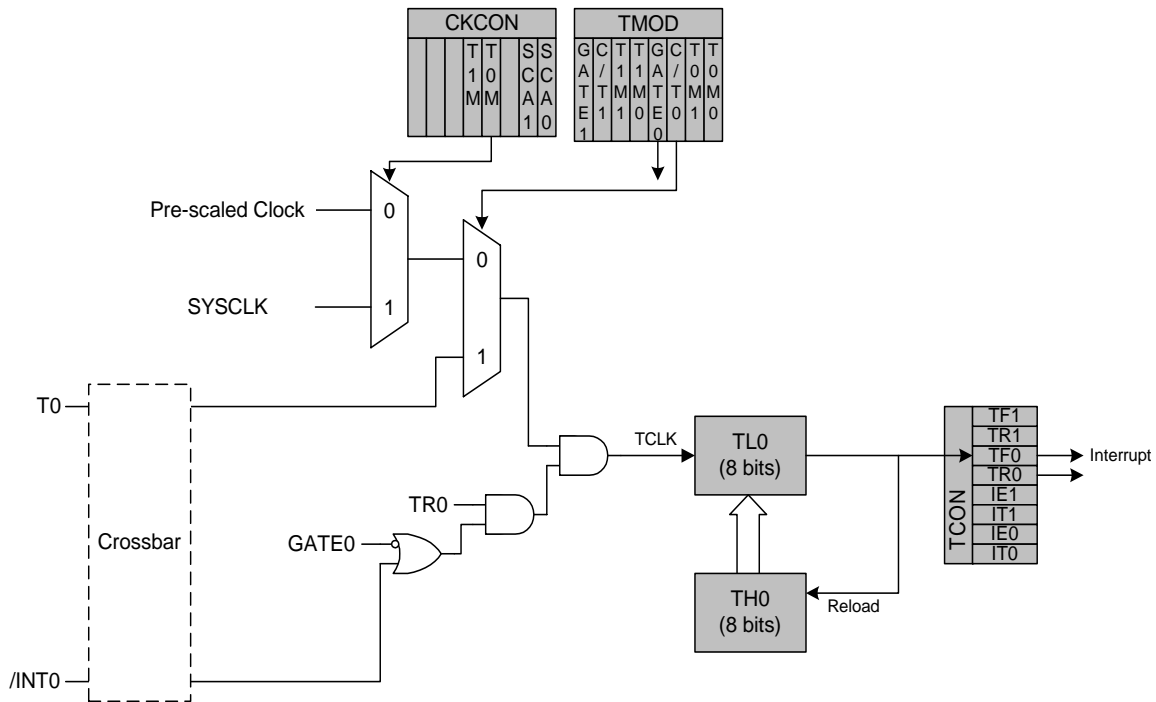 CKCON
T1M
T0M
SCA1
SCA0
TMOD
GATE1
C/T1
T1M1
T1M0
GATE0
C/T0
T0M1
T0M0
Pre-scaled Clock
0
1
SYSCLK
0
1
T0
Crossbar
/INT0
TR0
GATE0
TCLK
TL0
(8 bits)
TH0
(8 bits)
Reload
TCON
TF1
TR1
TF0
TR0
IE1
IT1
IE0
IT0
Interrupt